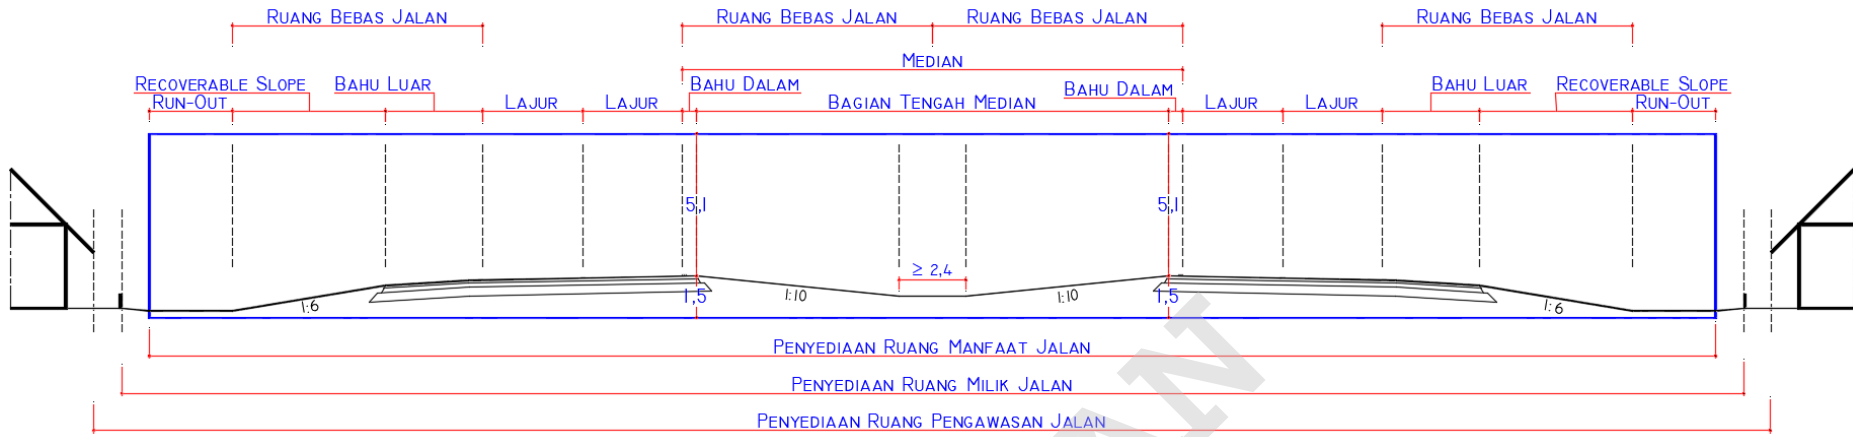 RUANG BEBAS JALAN RUANG BEBAS JALAN RUANG BEBAS JALAN RUANG BEBAS JALAN
MEDIAN
RECOVERABLE SLOPE BAHU LUAR BAHU DALAM BAHU DALAM BAHU LUAR RECOVERABLE SLOPE
RUN-OUT LAJUR LAJUR BAGIAN TENGAH MEDIAN LAJUR LAJUR RUN-OUT
5,1 5,1
≥ 2,4
1:6 1,5 1:10 1:10 1,5 1:6
PENYEDIAAN RUANG MANFAAT JALAN
PENYEDIAAN RUANG MILIK JALAN
PENYEDIAAN RUANG PENGAWASAN JALAN